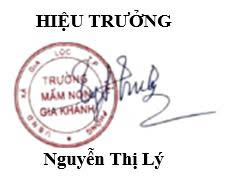 HIỆU TRƯỞNG
TRƯỜNG
MẦM NON
GIA KHÁNH
Nguyễn Thị Lý